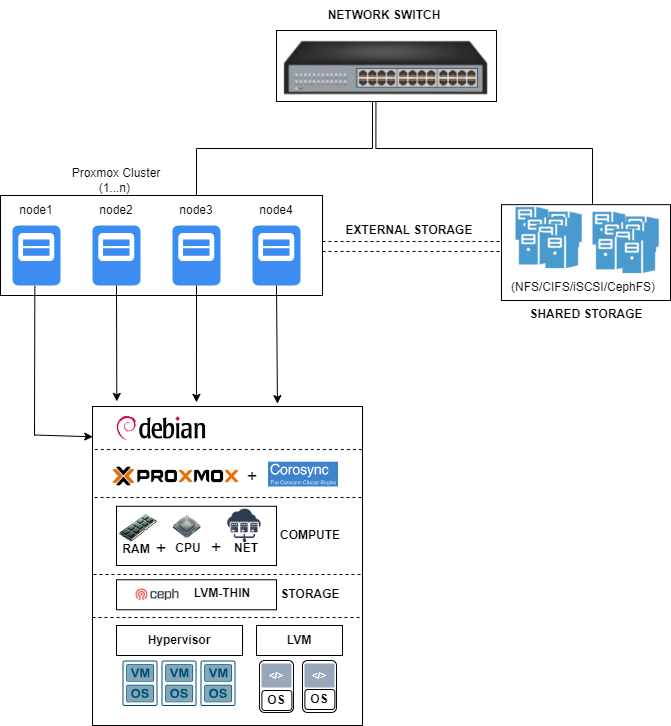 NETWORK SWITCH
Proxmox Cluster
(1...n)
node1
node2
node3
node4
EXTERNAL STORAGE
(NFS/CIFS/iSCSI/CephFS)
SHARED STORAGE
debian
PROXMOX + Corosync
The Corosync Cluster Engine
RAM + CPU + NET
COMPUTE
ceph LVM-THIN
STORAGE
Hypervisor
LVM
VM VM VM
OS OS OS
</> </>
OS OS